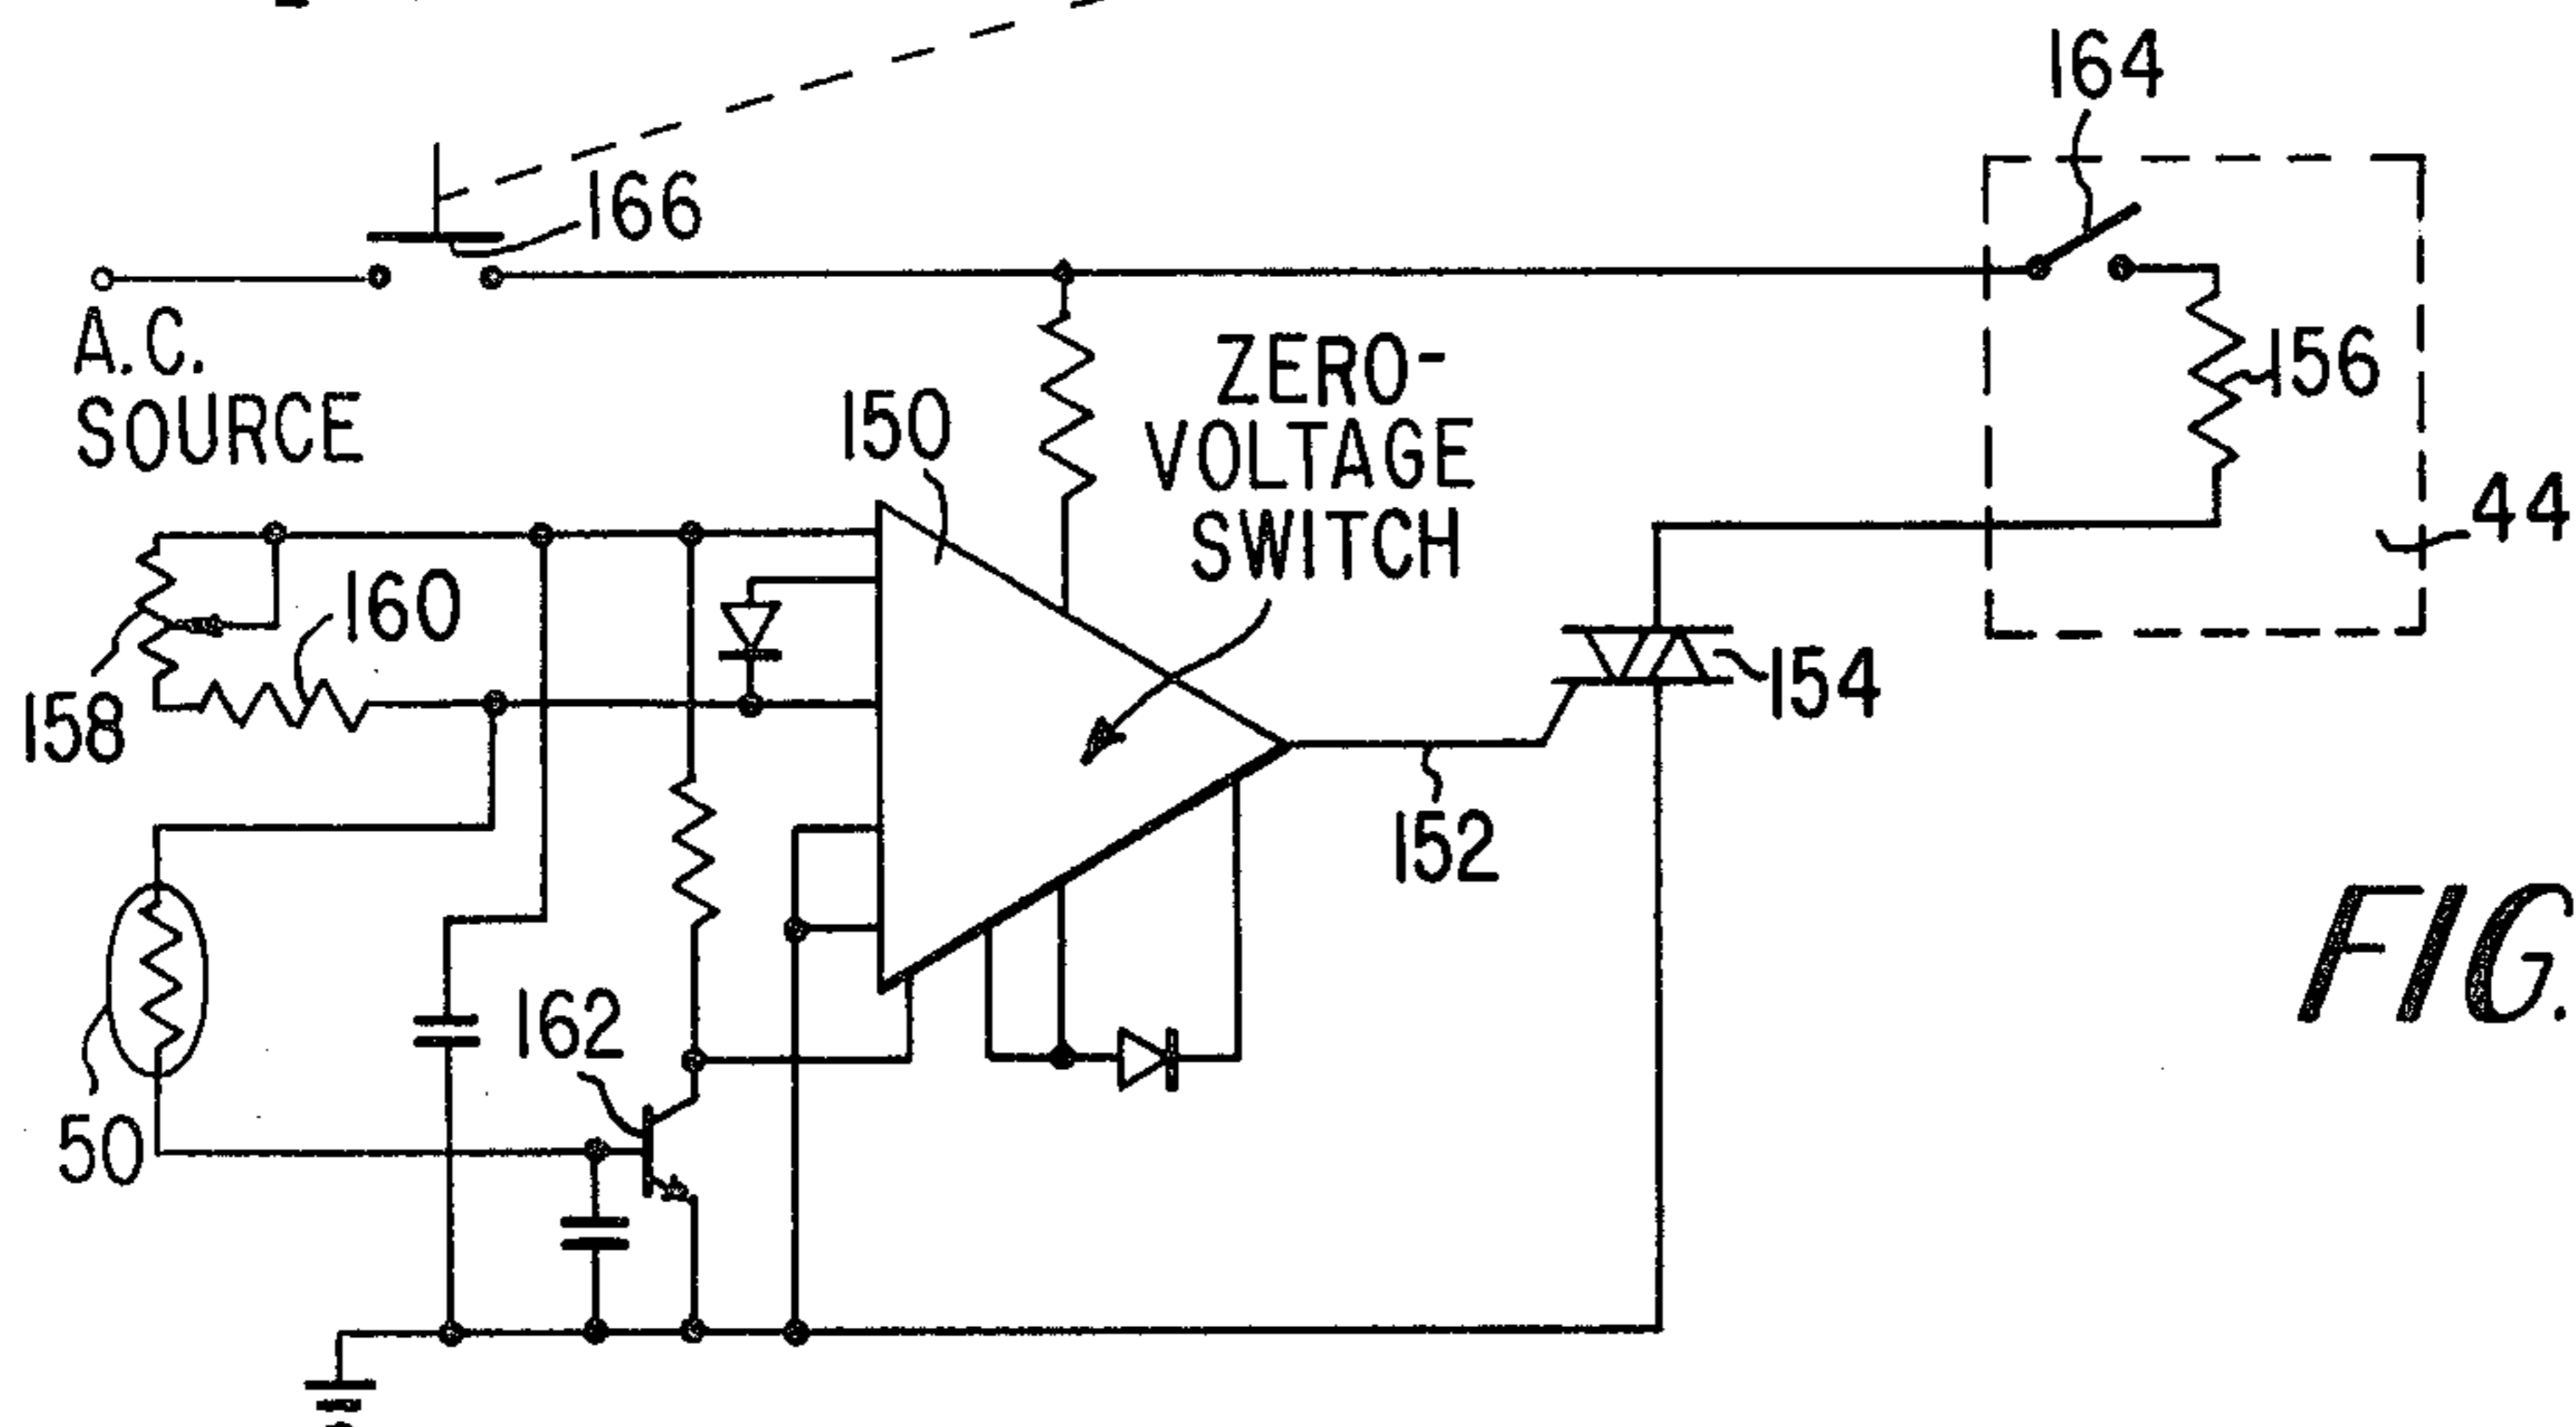 164
166
A.C.
SOURCE
ZERO-
VOLTAGE
SWITCH
150
156
44
160
158
154
152
162
50
FIG.